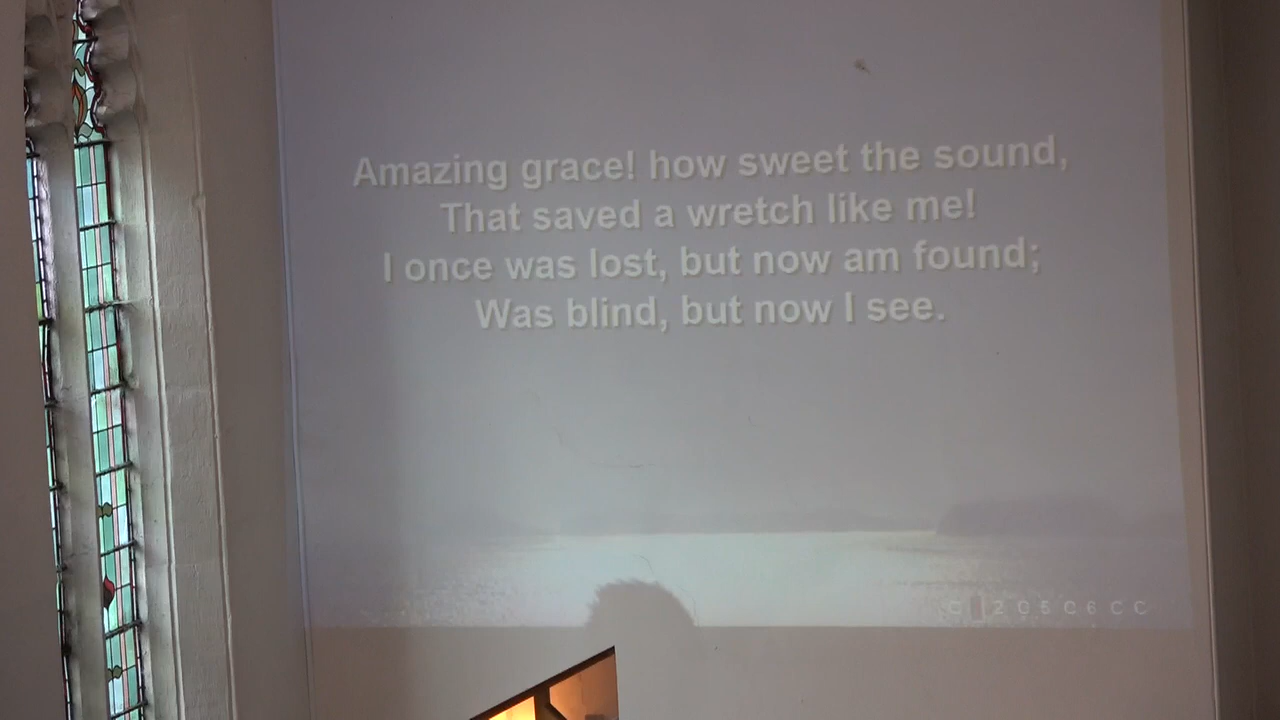 Amazing grace! how sweet the sound,
That saved a wretch like me!
I once was lost, but now am found;
Was blind, but now I see.